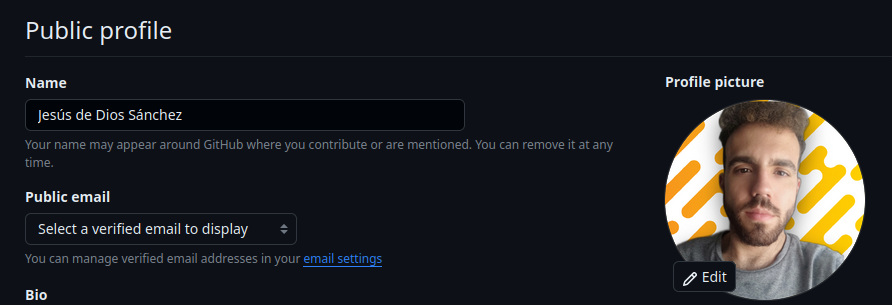 Public profile
Name
Jesús de Dios Sánchez
Your name may appear around GitHub where you contribute or are mentioned. You can remove it at any
time.
Public email
Select a verified email to display
You can manage verified email addresses in your email settings
Bio
Profile picture
Edit